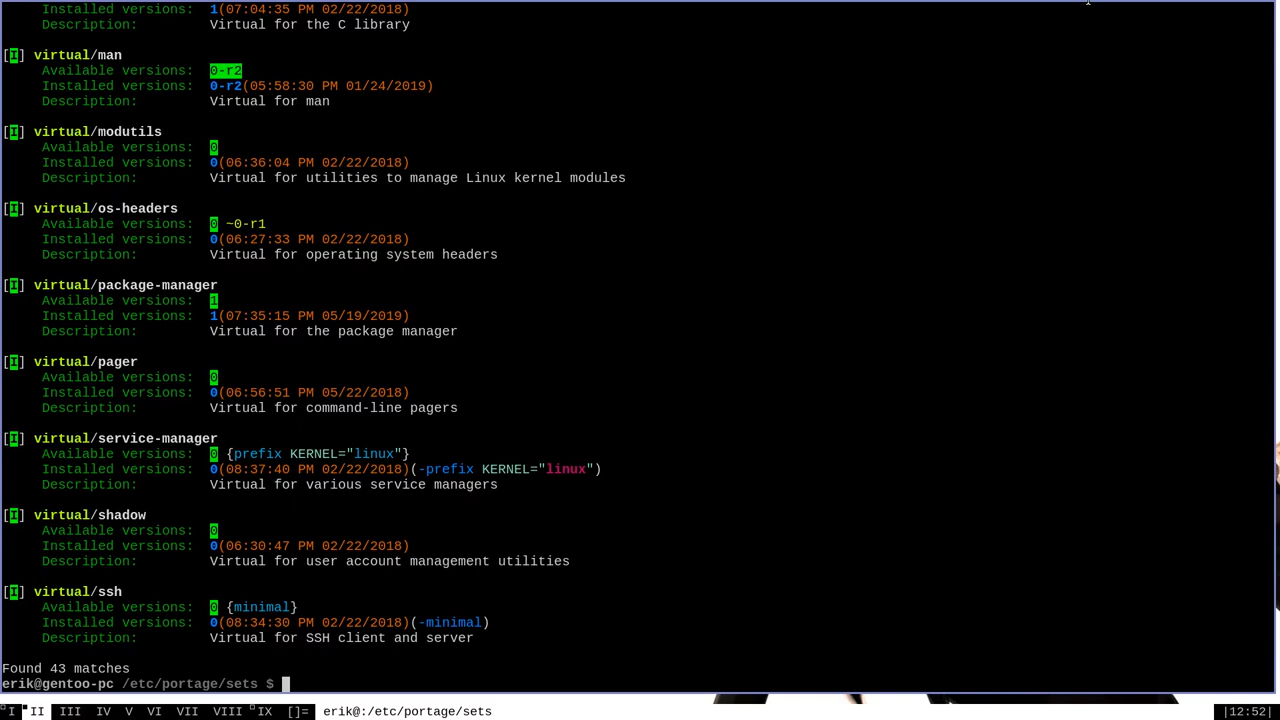 Installed versions:  1(07:04:35 PM 02/22/2018)
Description:         Virtual for the C library
[I] virtual/man
Available versions:  0-r2
Installed versions:  0-r2(05:58:30 PM 01/24/2019)
Description:         Virtual for man
[I] virtual/modutils
Available versions:  0
Installed versions:  0(06:36:04 PM 02/22/2018)
Description:         Virtual for utilities to manage Linux kernel modules
[I] virtual/os-headers
Available versions:  0 ~0-r1
Installed versions:  0(06:27:33 PM 02/22/2018)
Description:         Virtual for operating system headers
[I] virtual/package-manager
Available versions:  1
Installed versions:  1(07:35:15 PM 05/19/2019)
Description:         Virtual for the package manager
[I] virtual/pager
Available versions:  0
Installed versions:  0(06:56:51 PM 05/22/2018)
Description:         Virtual for command-line pagers
[I] virtual/service-manager
Available versions:  0 {prefix KERNEL="linux"}
Installed versions:  0(08:37:40 PM 02/22/2018)(-prefix KERNEL="linux")
Description:         Virtual for various service managers
[I] virtual/shadow
Available versions:  0
Installed versions:  0(06:30:47 PM 02/22/2018)
Description:         Virtual for user account management utilities
[I] virtual/ssh
Available versions:  0 {minimal}
Installed versions:  0(08:34:30 PM 02/22/2018)(-minimal)
Description:         Virtual for SSH client and server
Found 43 matches
erik@gentoo-pc /etc/portage/sets $
I II III IV V VI VII VIII IX []= erik@:/etc/portage/sets |12:52|